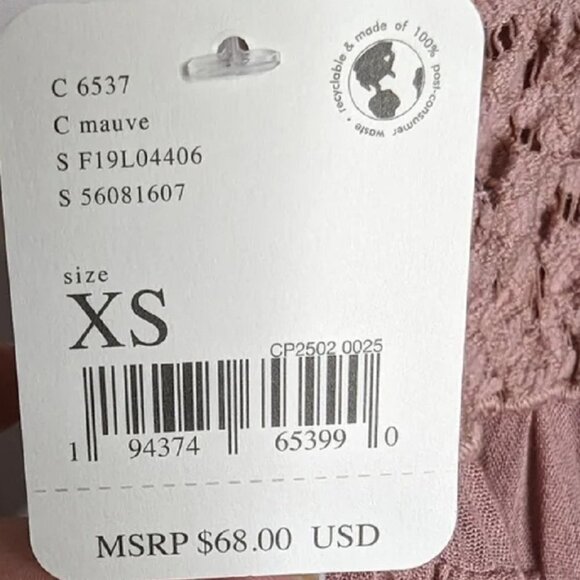 recyclable & made of 100% post-consumer waste •
C 6537
C mauve
S F19L04406
S 56081607
size
XS
CP2502 0025
1 94374 65399 0
MSRP $68.00 USD